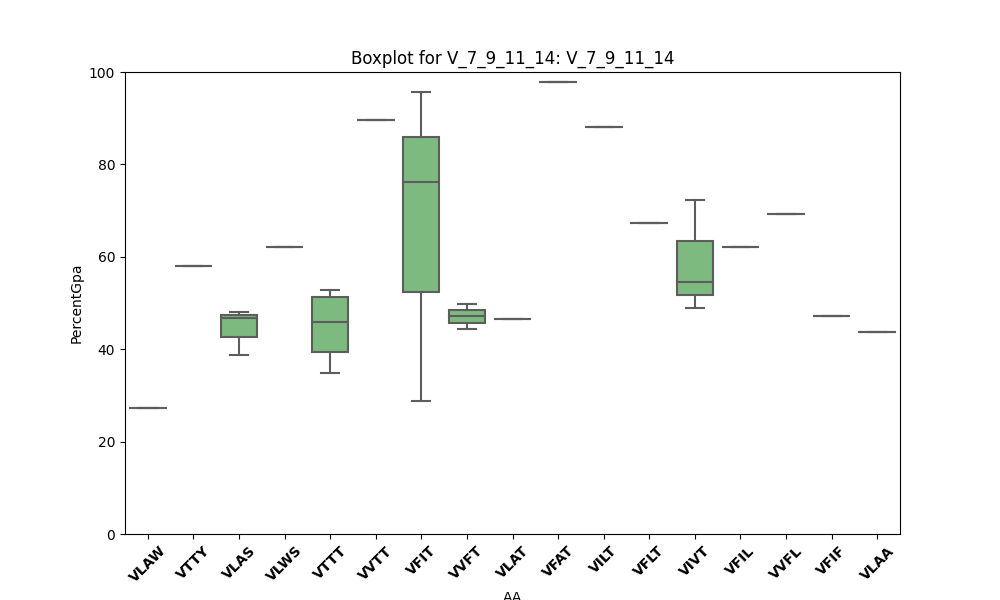 Boxplot for V_7_9_11_14: V_7_9_11_14
100
80
60
40
20
0
PercentGpa
VLAW VTTY VLAS VLWS VTTT VVTT VFIT VVFT VLAT VFAT VILT VFLT VIVT VFIL VVFL VFIF VLAA
AA